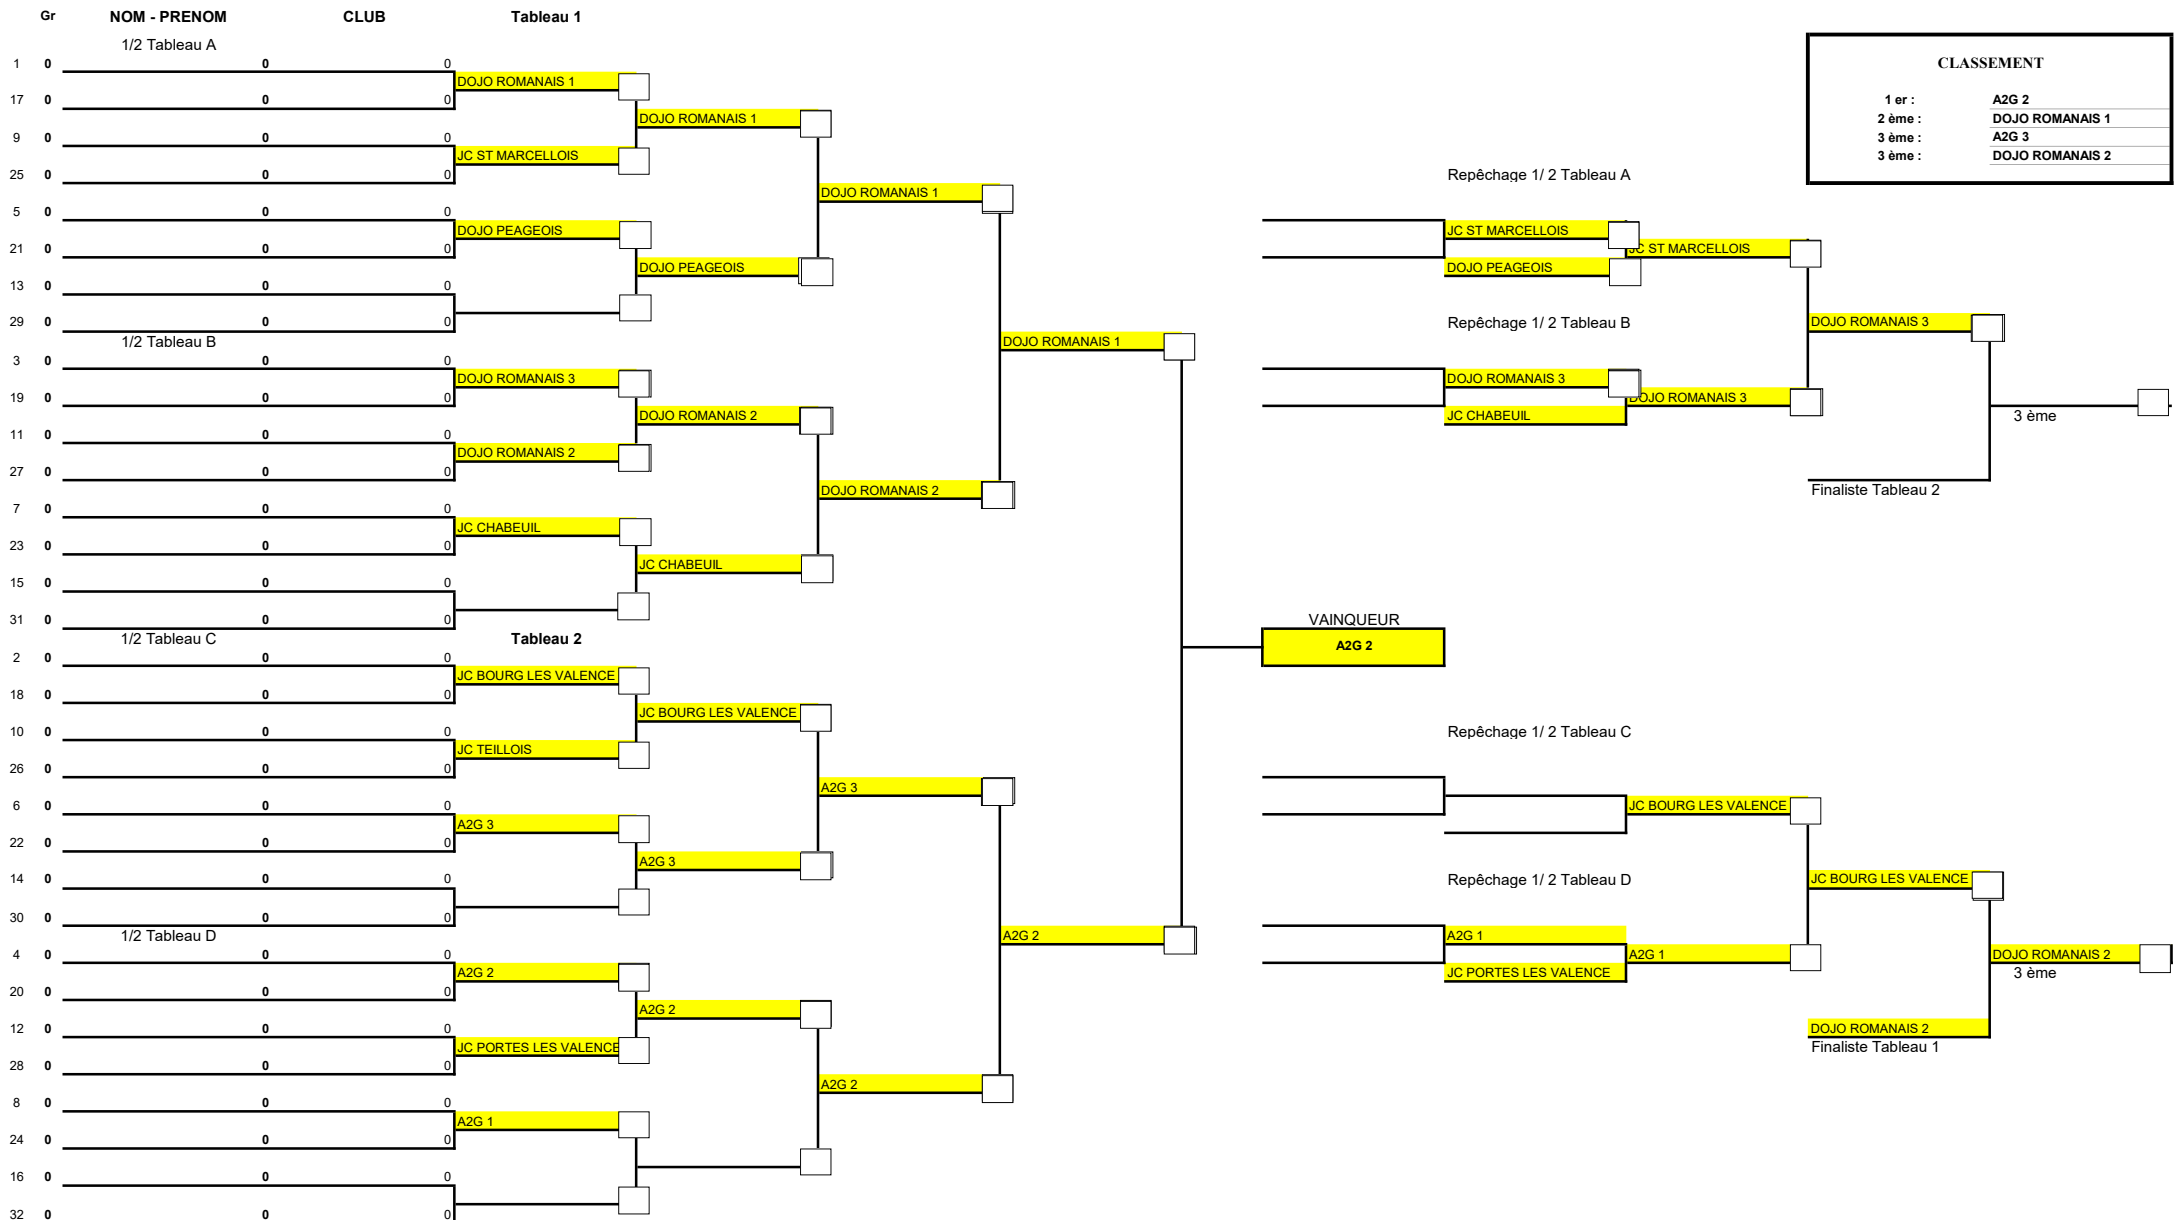 Gr NOM - PRENOM CLUB Tableau 1
1/2 Tableau A
CLASSEMENT
1 er : A2G 2
2 ème : DOJO ROMANAIS 1
3 ème : A2G 3
3 ème : DOJO ROMANAIS 2
1 0 0 0
DOJO ROMANAIS 1
17 0 0 0
DOJO ROMANAIS 1
9 0 0 0
JC ST MARCELLOIS
25 0 0 0
DOJO ROMANAIS 1
5 0 0 0
DOJO PEAGEOIS
21 0 0 0
DOJO PEAGEOIS
13 0 0 0
29 0 0 0
1/2 Tableau B
DOJO ROMANAIS 1
3 0 0 0
DOJO ROMANAIS 3
19 0 0 0
DOJO ROMANAIS 2
11 0 0 0
DOJO ROMANAIS 2
27 0 0 0
DOJO ROMANAIS 2
7 0 0 0
JC CHABEUIL
23 0 0 0
JC CHABEUIL
15 0 0 0
31 0 0 0
1/2 Tableau C Tableau 2
2 0 0 0
JC BOURG LES VALENCE
18 0 0 0
JC BOURG LES VALENCE
10 0 0 0
JC TEILLOIS
26 0 0 0
A2G 3
6 0 0 0
A2G 3
22 0 0 0
A2G 3
14 0 0 0
30 0 0 0
1/2 Tableau D
A2G 2
4 0 0 0
A2G 2
20 0 0 0
A2G 2
12 0 0 0
JC PORTES LES VALENCE
28 0 0 0
A2G 2
8 0 0 0
A2G 1
24 0 0 0
16 0 0 0
32 0 0 0
VAINQUEUR
A2G 2
Repêchage 1/ 2 Tableau A
JC ST MARCELLOIS
JC ST MARCELLOIS
DOJO PEAGEOIS
Repêchage 1/ 2 Tableau B
DOJO ROMANAIS 3
DOJO ROMANAIS 3
DOJO ROMANAIS 3
JC CHABEUIL
3 ème
Finaliste Tableau 2
Repêchage 1/ 2 Tableau C
JC BOURG LES VALENCE
Repêchage 1/ 2 Tableau D
JC BOURG LES VALENCE
A2G 1
A2G 1
JC PORTES LES VALENCE
DOJO ROMANAIS 2
3 ème
DOJO ROMANAIS 2
Finaliste Tableau 1